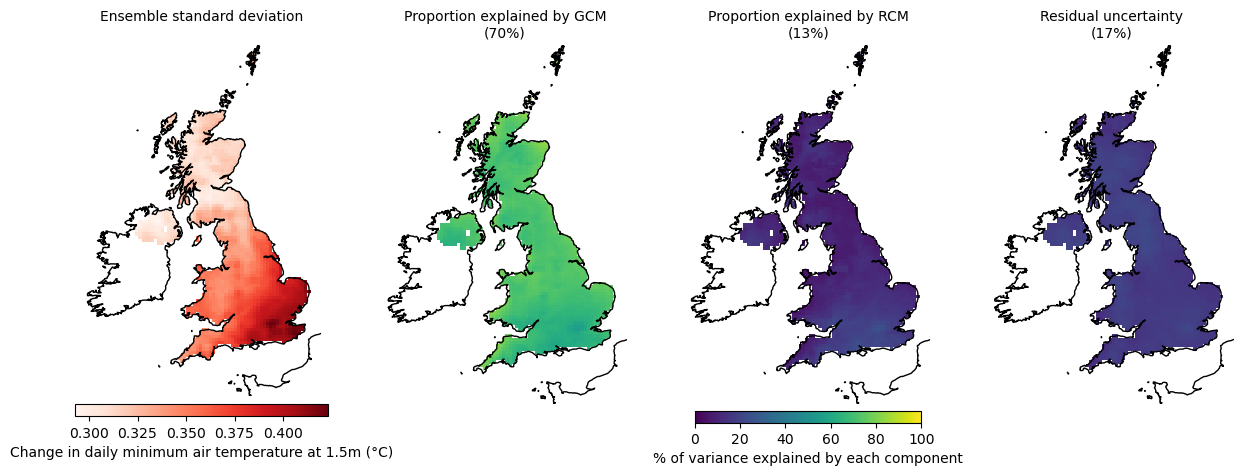 Ensemble standard deviation
Proportion explained by GCM
(70%)
Proportion explained by RCM
(13%)
Residual uncertainty
(17%)
0.300 0.325 0.350 0.375 0.400
Change in daily minimum air temperature at 1.5m (°C)
0 20 40 60 80 100
% of variance explained by each component